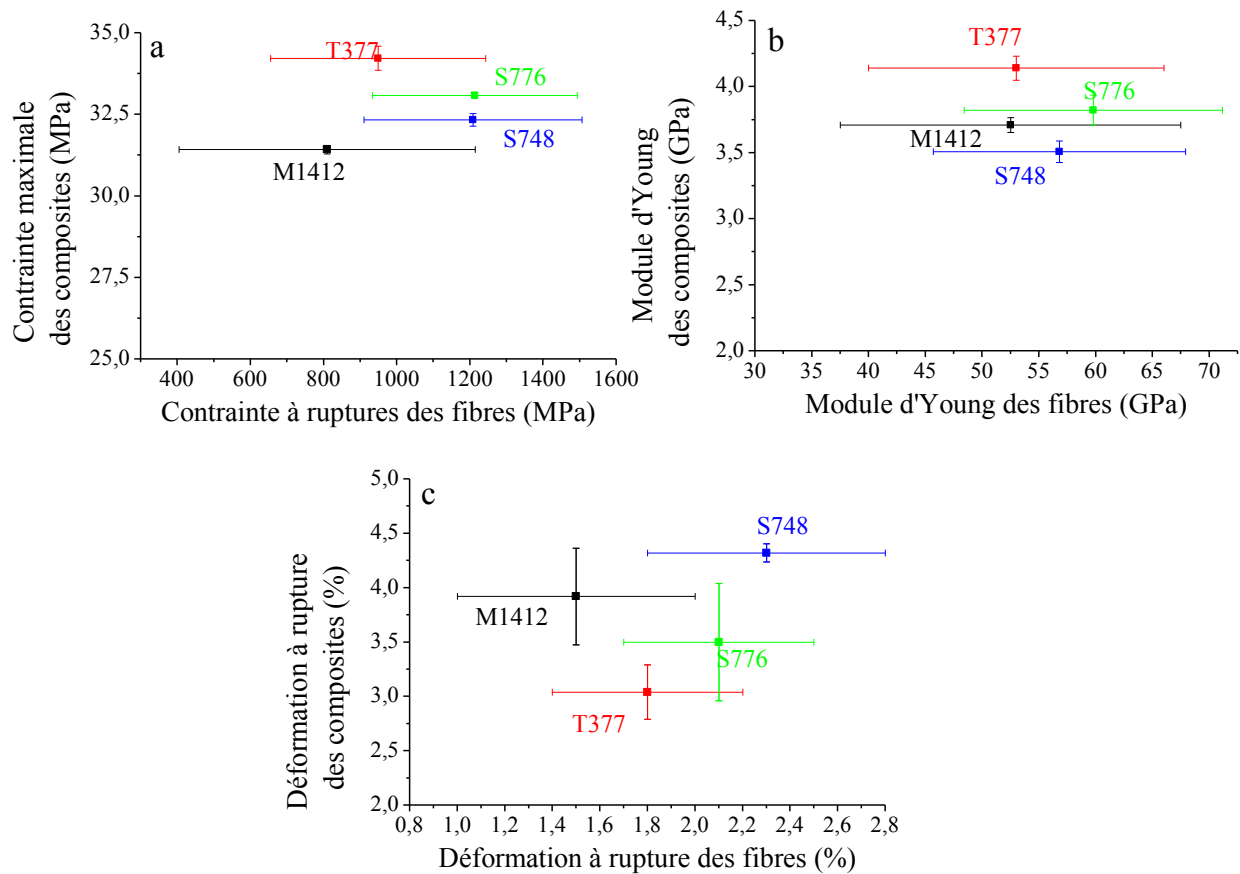 a
35,0
32,5
30,0
27,5
25,0
Contrainte maximale
des composites (MPa)
T377
S776
S748
M1412
400 600 800 1000 1200 1400 1600
Contrainte à ruptures des fibres (MPa)
b
4,5
4,0
3,5
3,0
2,5
2,0
Module d'Young
des composites (GPa)
T377
S776
M1412
S748
30 35 40 45 50 55 60 65 70
Module d'Young des fibres (GPa)
c
5,0
4,5
4,0
3,5
3,0
2,5
2,0
Déformation à rupture
des composites (%)
S748
M1412
S776
T377
0,8 1,0 1,2 1,4 1,6 1,8 2,0 2,2 2,4 2,6 2,8
Déformation à rupture des fibres (%)